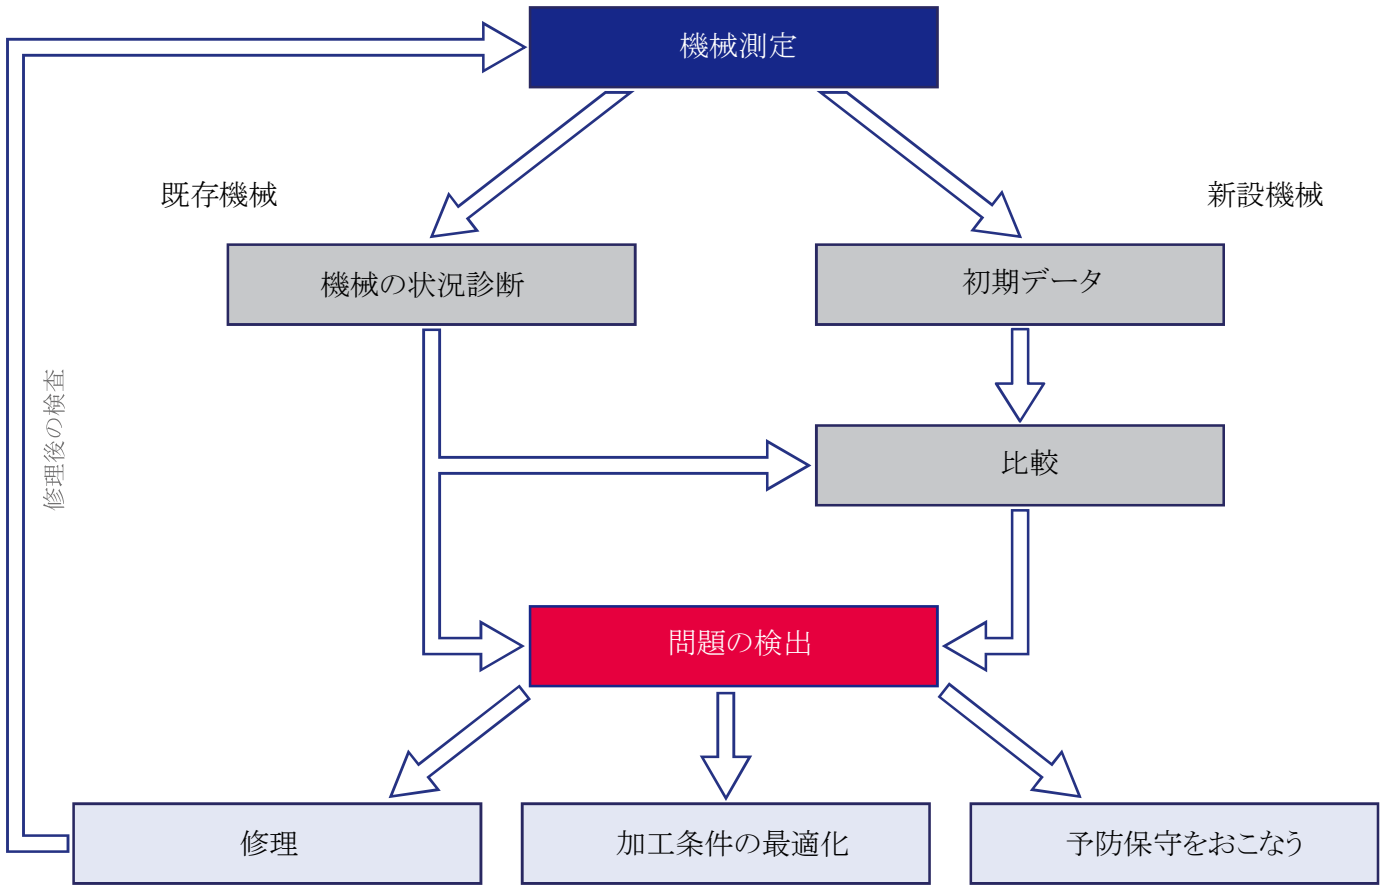 機械測定
既存機械
新設機械
機械の状況診断
初期データ
修理後の検査
比較
問題の検出
修理
加工条件の最適化
予防保守をおこなう